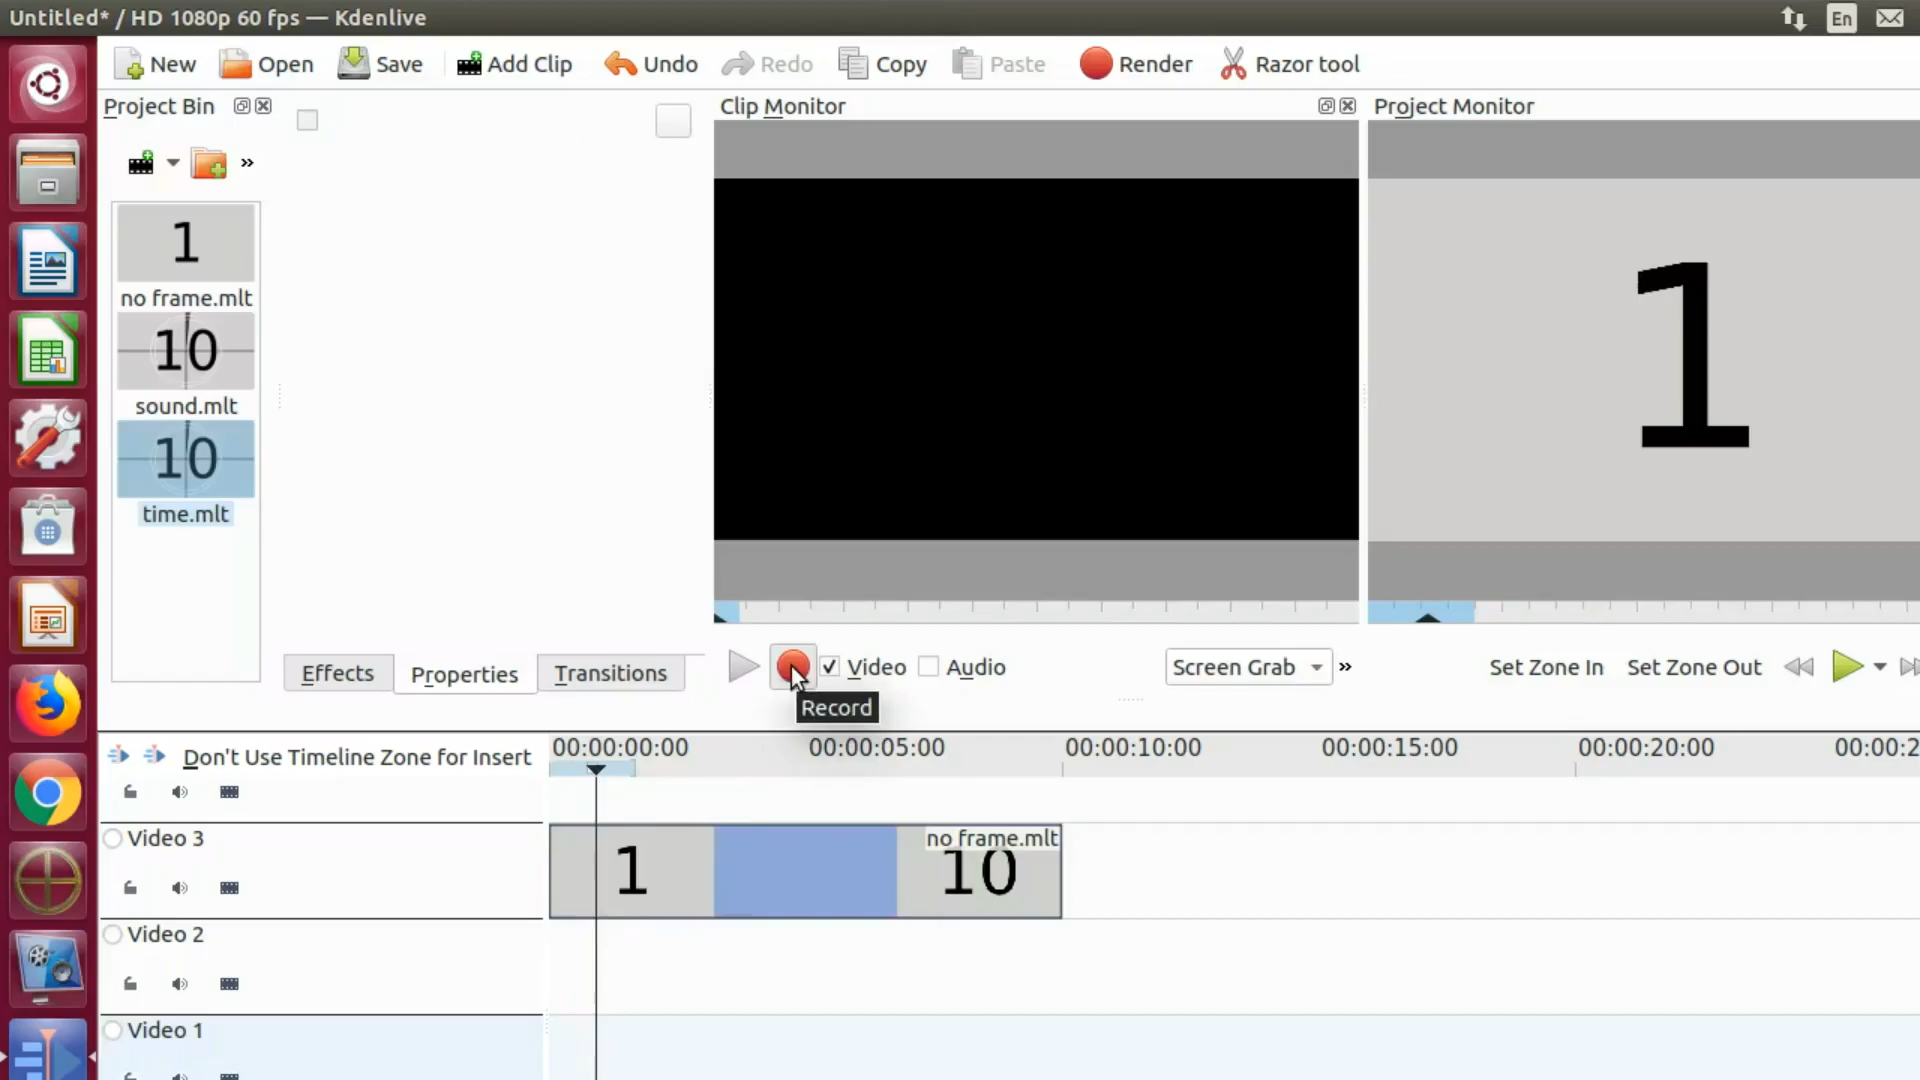 Untitled* / HD 1080p 60 fps — Kdenlive
En
New Open Save Add Clip Undo Redo Copy Paste Render Razor tool
Project Bin
Clip Monitor
Project Monitor
»
1
no frame.mlt
10
sound.mlt
10
time.mlt
1
Effects Properties Transitions
Video Audio Screen Grab »
Set Zone In Set Zone Out
Record
Don't Use Timeline Zone for Insert
00:00:00:00 00:00:05:00 00:00:10:00 00:00:15:00 00:00:20:00 00:00:2
Video 3
1
no frame.mlt
10
Video 2
Video 1